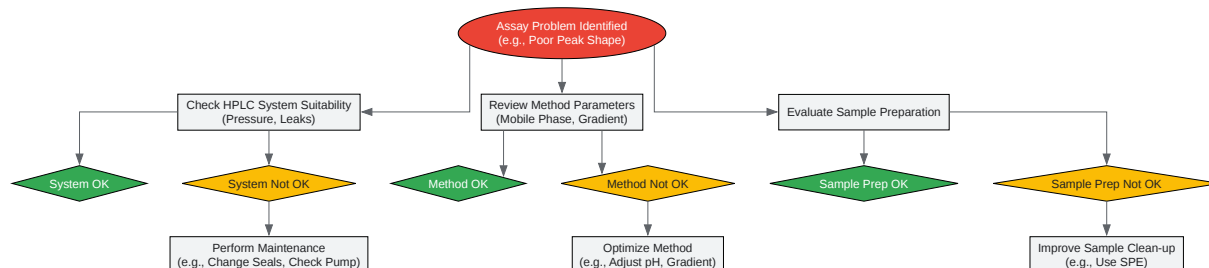 Assay Problem Identified
(e.g., Poor Peak Shape)
Check HPLC System Suitability
(Pressure, Leaks)
Review Method Parameters
(Mobile Phase, Gradient)
Evaluate Sample Preparation
System OK
System Not OK
Method OK
Method Not OK
Sample Prep OK
Sample Prep Not OK
Perform Maintenance
(e.g., Change Seals, Check Pump)
Optimize Method
(e.g., Adjust pH, Gradient)
Improve Sample Clean-up
(e.g., Use SPE)